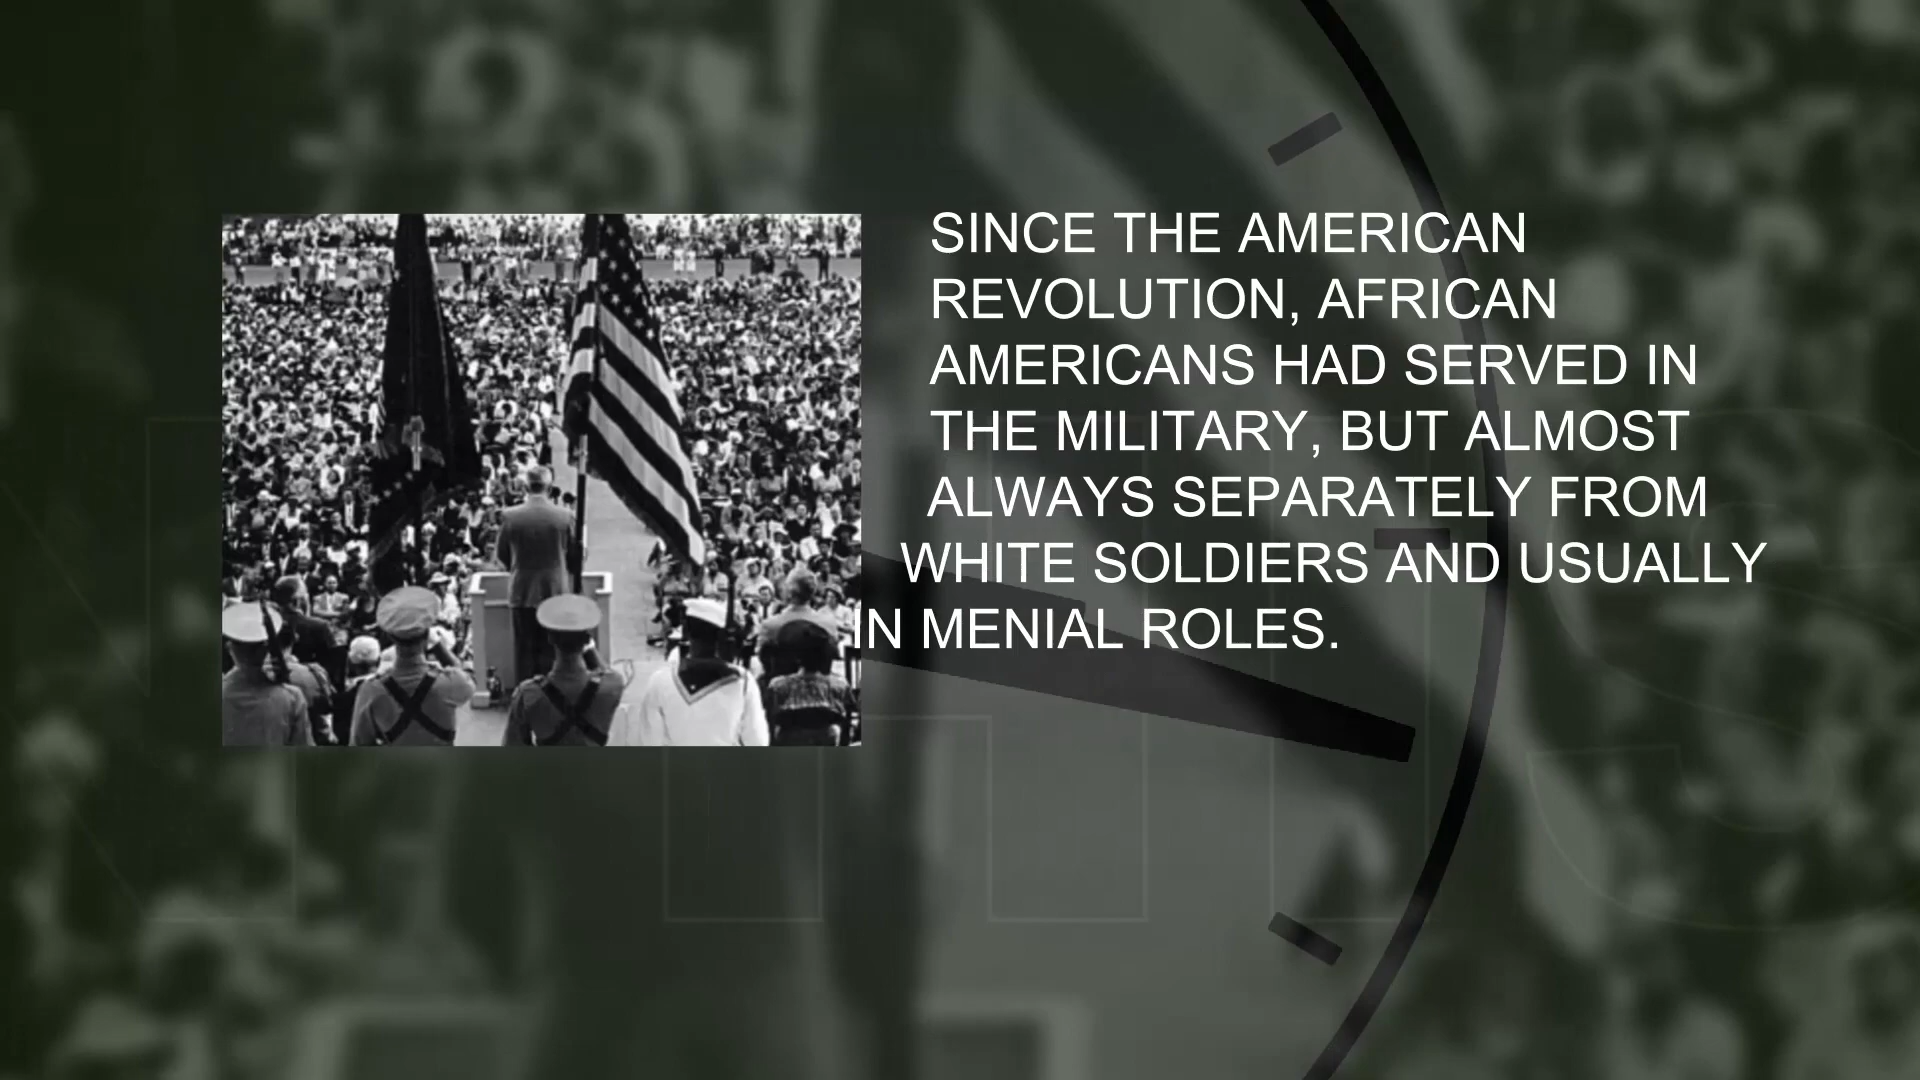 SINCE THE AMERICAN
REVOLUTION, AFRICAN
AMERICANS HAD SERVED IN
THE MILITARY, BUT ALMOST
ALWAYS SEPARATELY FROM
WHITE SOLDIERS AND USUALLY
IN MENIAL ROLES.